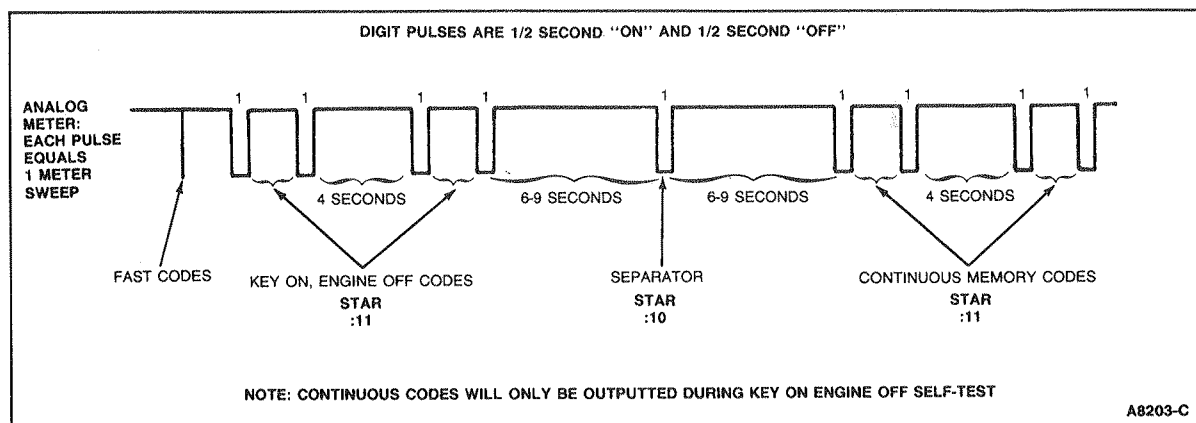 DIGIT PULSES ARE 1/2 SECOND "ON" AND 1/2 SECOND "OFF"
ANALOG
METER:
EACH PULSE
EQUALS
1 METER
SWEEP
1 1 1 1 1 1 1 1 1
4 SECONDS 6-9 SECONDS 6-9 SECONDS 4 SECONDS
FAST CODES KEY ON, ENGINE OFF CODES SEPARATOR CONTINUOUS MEMORY CODES
STAR STAR STAR
:11 :10 :11
NOTE: CONTINUOUS CODES WILL ONLY BE OUTPUTTED DURING KEY ON ENGINE OFF SELF-TEST
A8203-C